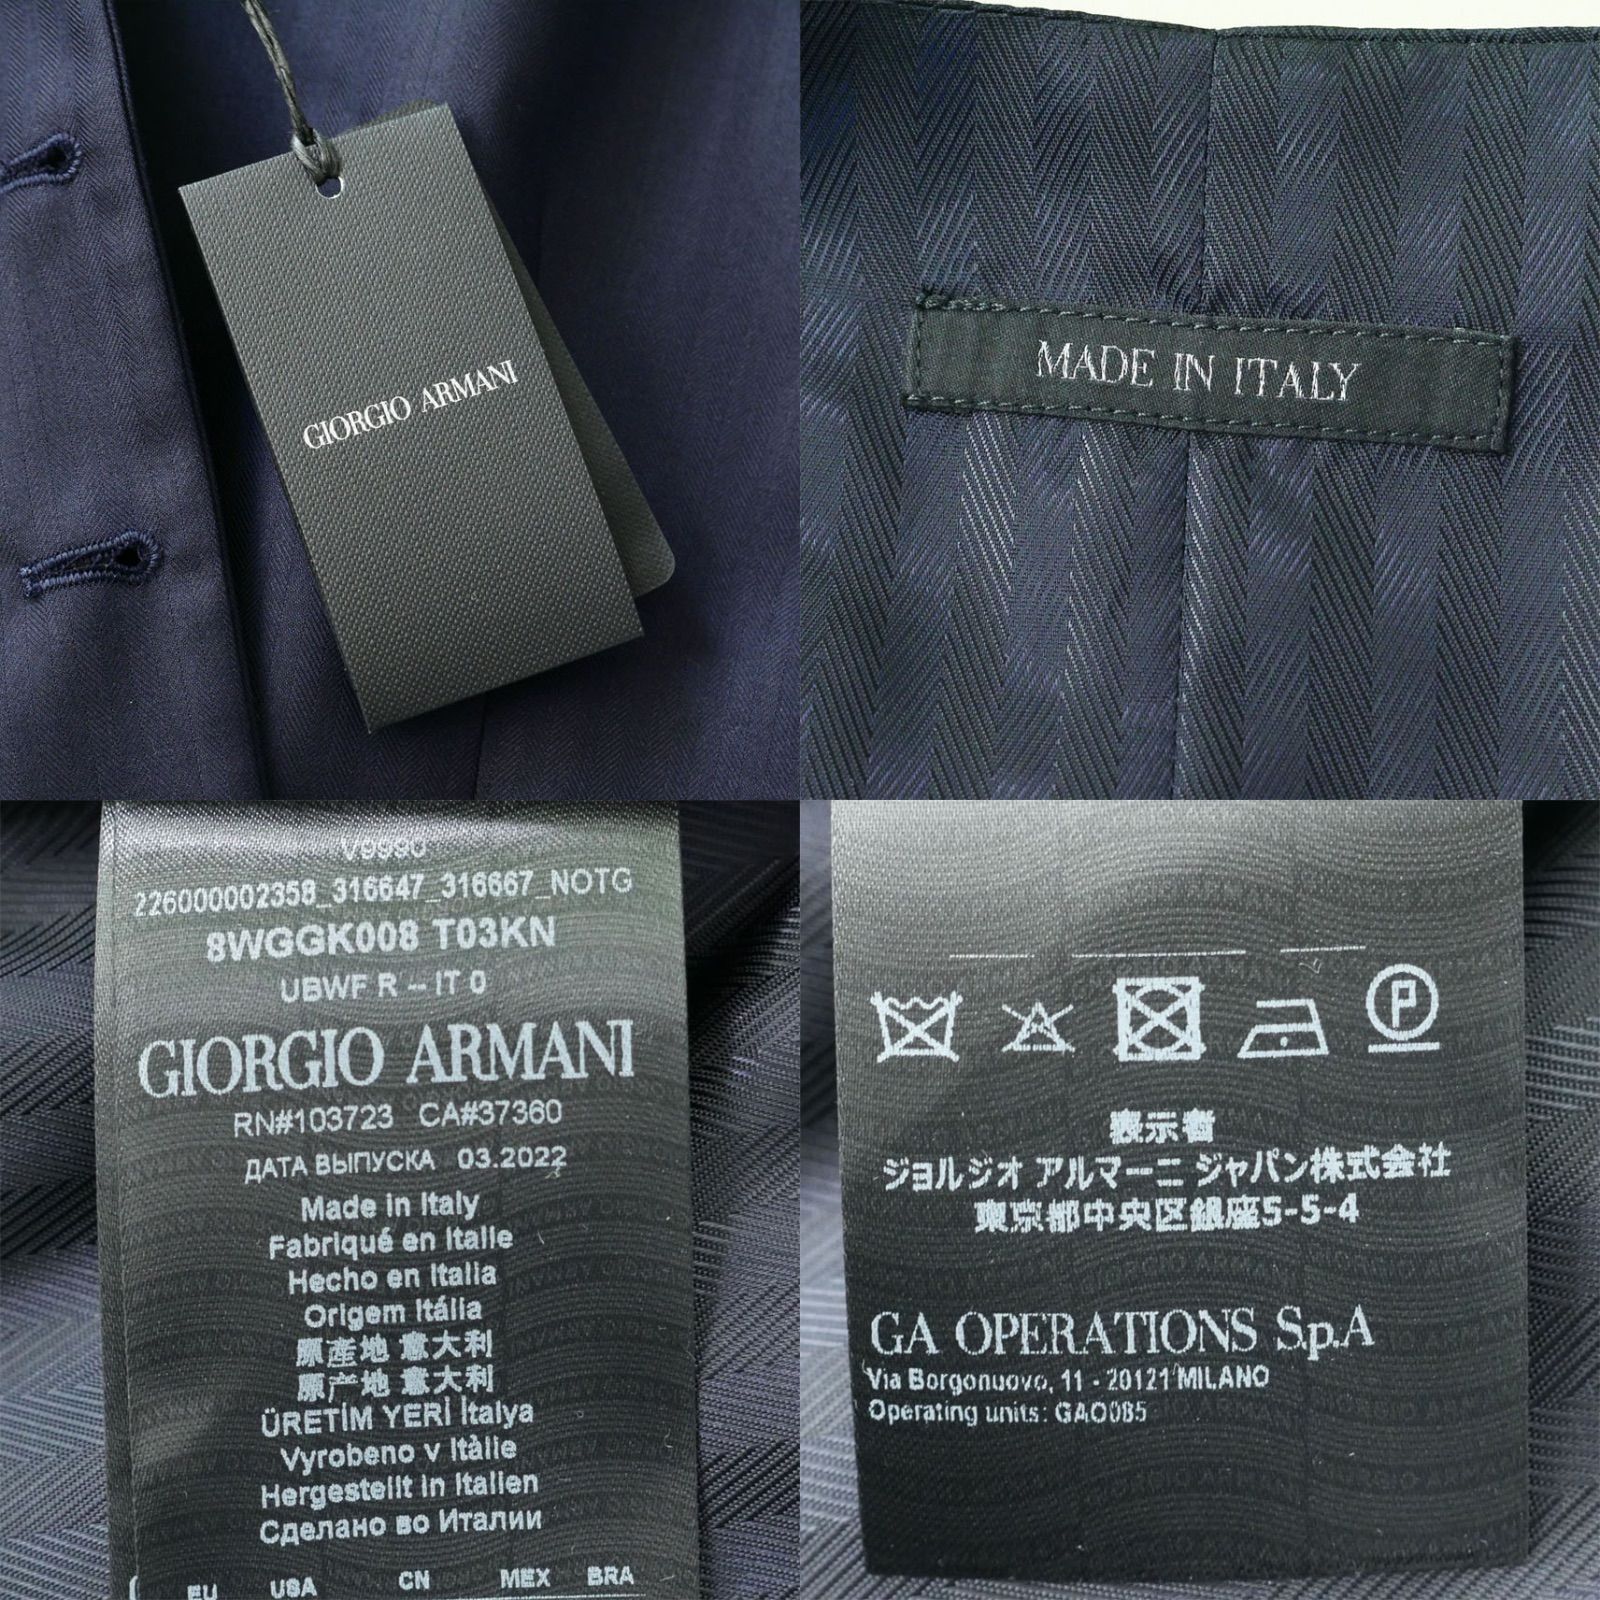 GIORGIO ARMANI
MADE IN ITALY
V9990
226000002358_316647_316667_NOTG
8WGGK008 T03KN
UBWF R -- IT 0
GIORGIO ARMANI
RN#103723 CA#37360
ДАТА ВЫПУСКА 03.2022
Made in Italy
Fabriqué en Italie
Hecho en Italia
Origem Itália
原産地 意大利
原产地 意大利
ÜRETİM YERİ İtalya
Vyrobeno v Itàlie
Hergestellt in Italien
Сделано во Италии
EU USA CN MEX BRA
P
表示者
ジョルジオ アルマーニ ジャパン株式会社
東京都中央区銀座5-5-4
GA OPERATIONS S.p.A
Via Borgonuovo, 11 - 20121 MILANO
Operating units: GAO085